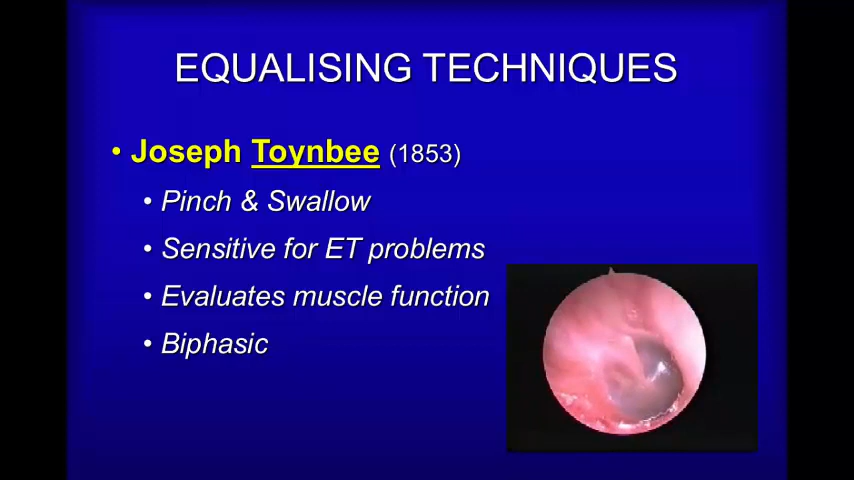 EQUALISING TECHNIQUES
• Joseph Toynbee (1853)
• Pinch & Swallow
• Sensitive for ET problems
• Evaluates muscle function
• Biphasic